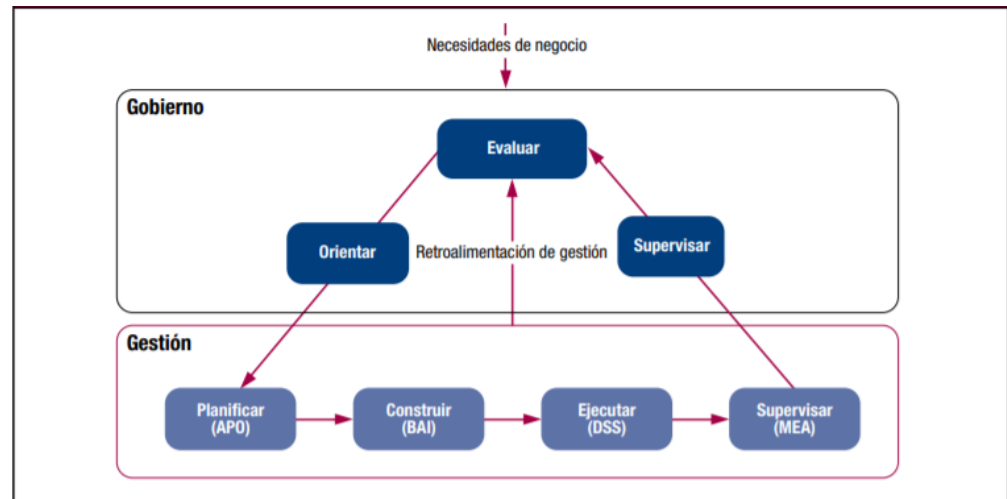 Necesidades de negocio
Gobierno
Evaluar
Orientar
Retroalimentación de gestión
Supervisar
Gestión
Planificar
(APO)
Construir
(BAI)
Ejecutar
(DSS)
Supervisar
(MEA)